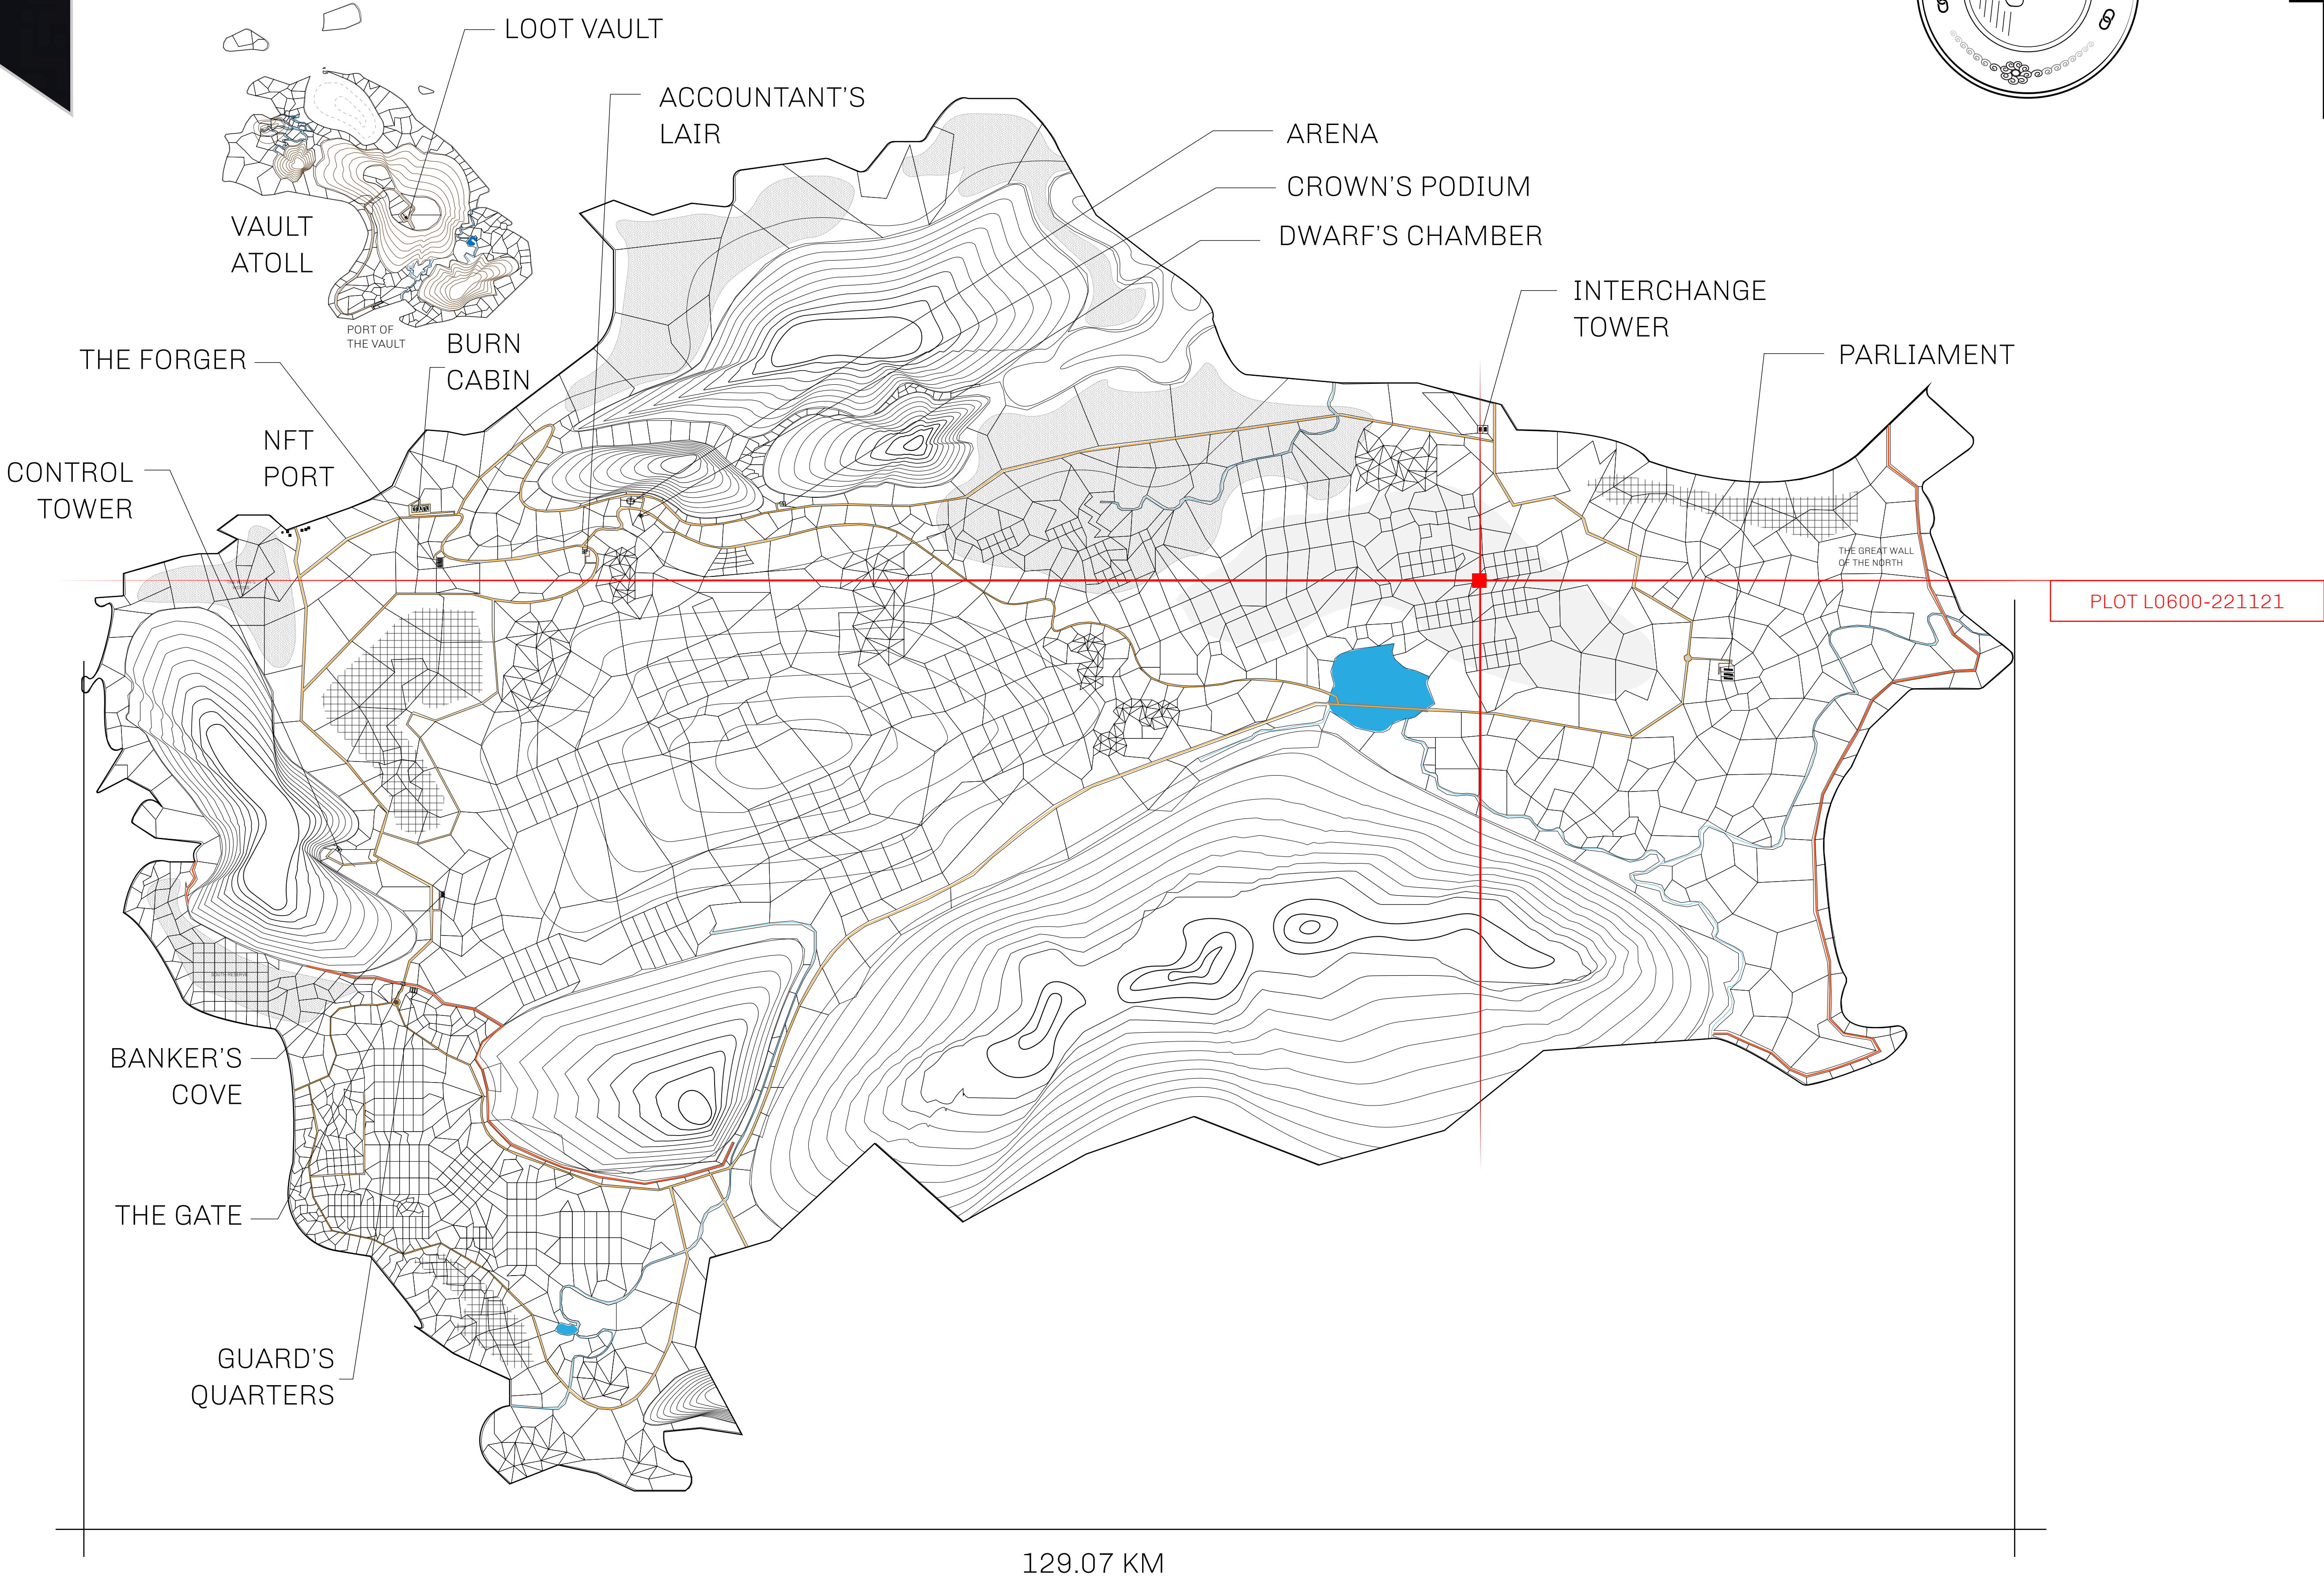 LOOT VAULT
ACCOUNTANT'S
LAIR
ARENA
CROWN'S PODIUM
DWARF'S CHAMBER
VAULT
ATOLL
INTERCHANGE
TOWER
PORT OF
THE VAULT
BURN
CABIN
THE FORGER
PARLIAMENT
NFT
PORT
CONTROL
TOWER
THE GREAT WALL
OF THE NORTH
PLOT L0600-221121
SOUTH RESERVE
BANKER'S
COVE
THE GATE
GUARD'S
QUARTERS
129.07 KM